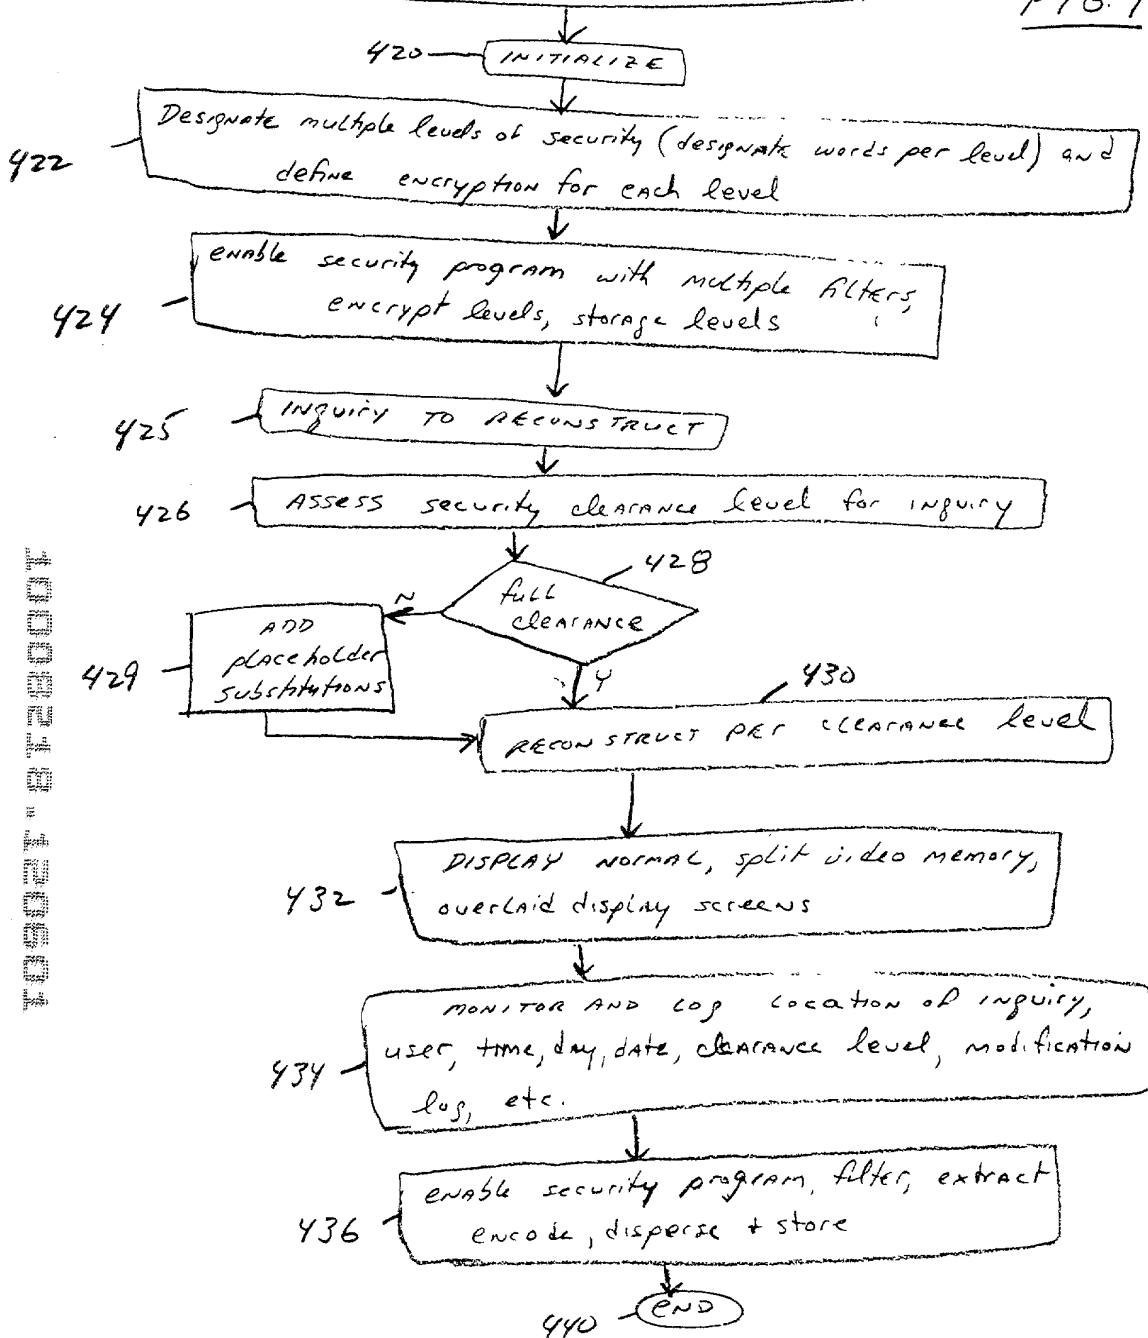 420
INITIALIZE
422
Designate multiple levels of security (designate words per level) and
define encryption for each level
424
enable security program with multiple filters,
encrypt levels, storage levels
425
INQUIRY TO RECONSTRUCT
426
ASSESS security clearance level for inquiry
428
full
clearance
N
Y
429
ADD
placeholder
substitutions
430
RECONSTRUCT PER CLEARANCE level
432
DISPLAY NORMAL, split video memory,
overlaid display screens
434
MONITOR AND LOG LOCATION of inquiry,
user, time, day, date, clearance level, modification
log, etc.
436
enable security program, filter, extract
encode, disperse + store
440
END
10008218.120601